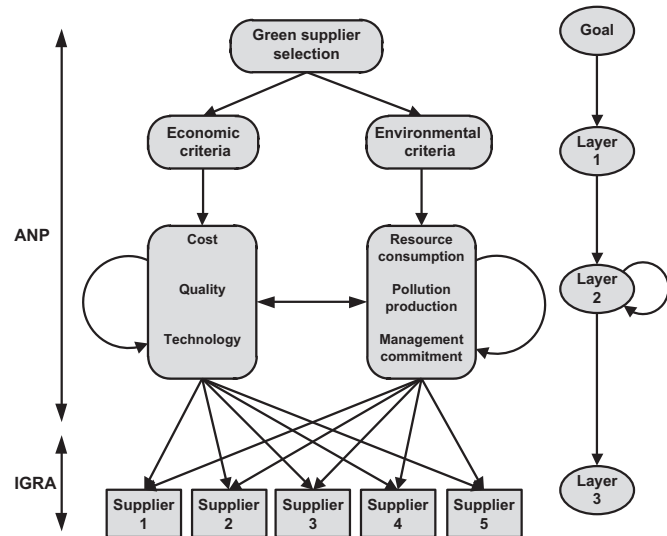 Green supplier
selection
Goal
Economic
criteria
Environmental
criteria
Layer
1
ANP
Cost
Quality
Technology
Resource
consumption
Pollution
production
Management
commitment
Layer
2
IGRA
Supplier
1
Supplier
2
Supplier
3
Supplier
4
Supplier
5
Layer
3